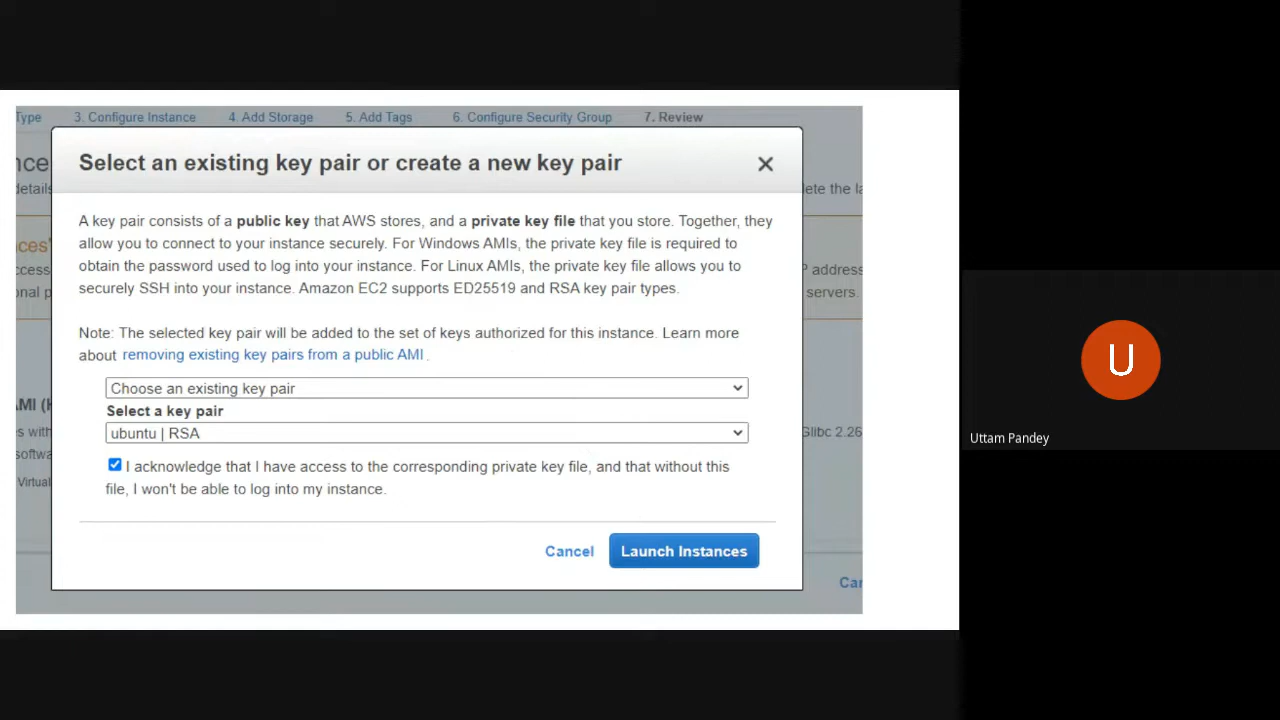 Type 3. Configure Instance 4. Add Storage 5. Add Tags 6. Configure Security Group 7. Review
Select an existing key pair or create a new key pair
A key pair consists of a public key that AWS stores, and a private key file that you store. Together, they
allow you to connect to your instance securely. For Windows AMIs, the private key file is required to
obtain the password used to log into your instance. For Linux AMIs, the private key file allows you to
securely SSH into your instance. Amazon EC2 supports ED25519 and RSA key pair types.
servers.
Note: The selected key pair will be added to the set of keys authorized for this instance. Learn more
about removing existing key pairs from a public AMI.
Choose an existing key pair
Select a key pair
ubuntu | RSA
Glibc 2.26
I acknowledge that I have access to the corresponding private key file, and that without this
file, I won't be able to log into my instance.
Cancel Launch Instances
U
Uttam Pandey